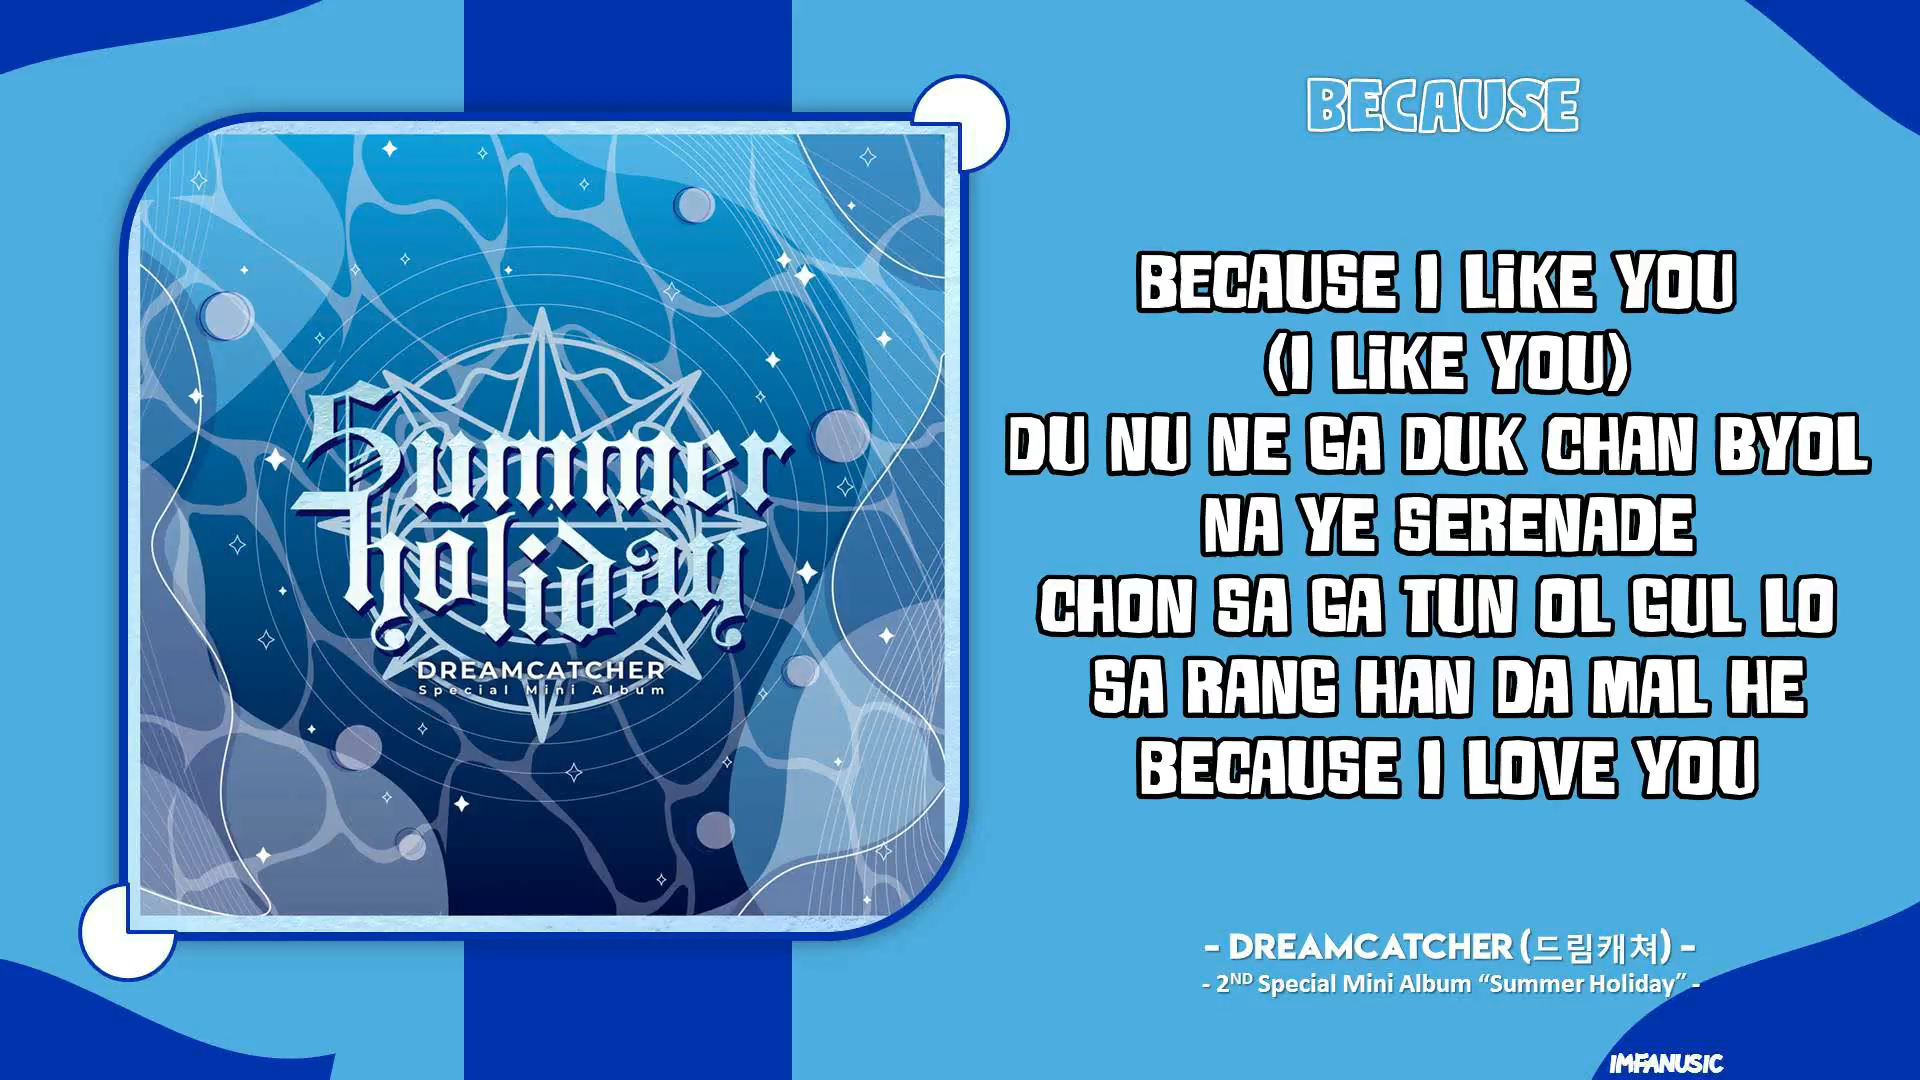 Summer
holiday
DREAMCATCHER
Special Mini Album
BECAUSE
BECAUSE I LiKE YOU
(I LiKE YOU)
DU NU NE GA DUK CHAN BYOL
NA YE SERENADE
CHON SA GA TUN OL GUL LO
SA RANG HAN DA MAL HE
BECAUSE I LOVE YOU
- DREAMCATCHER (드림캐쳐) -
- 2ND Special Mini Album “Summer Holiday” -
IMFANUSIC